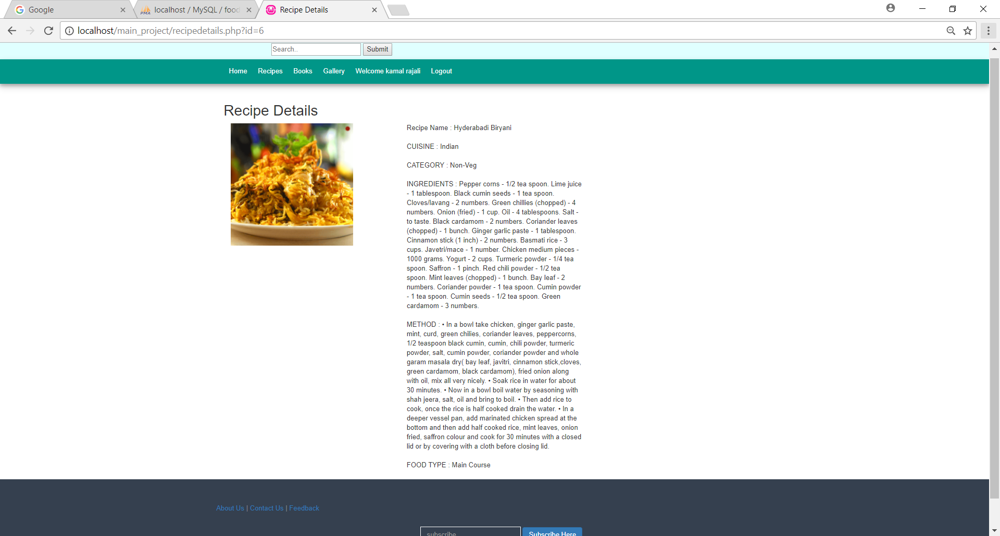 Google
localhost / MySQL / food
Recipe Details
localhost/main_project/recipedetails.php?id=6
Search..
Submit
Home Recipes Books Gallery Welcome kamal rajali Logout
Recipe Details
Recipe Name : Hyderabadi Biryani
CUISINE : Indian
CATEGORY : Non-Veg
INGREDIENTS : Pepper corns - 1/2 tea spoon. Lime juice
- 1 tablespoon. Black cumin seeds - 1 tea spoon.
Cloves/lavang - 2 numbers. Green chillies (chopped) - 4
numbers. Onion (fried) - 1 cup. Oil - 4 tablespoons. Salt -
to taste. Black cardamom - 2 numbers. Coriander leaves
(chopped) - 1 bunch. Ginger garlic paste - 1 tablespoon.
Cinnamon stick (1 inch) - 2 numbers. Basmati rice - 3
cups. Javetri/mace - 1 number. Chicken medium pieces -
1000 grams. Yogurt - 2 cups. Turmeric powder - 1/4 tea
spoon. Saffron - 1 pinch. Red chili powder - 1/2 tea
spoon. Mint leaves (chopped) - 1 bunch. Bay leaf - 2
numbers. Coriander powder - 1 tea spoon. Cumin powder
- 1 tea spoon. Cumin seeds - 1/2 tea spoon. Green
cardamom - 3 numbers.
METHOD : • In a bowl take chicken, ginger garlic paste,
mint, curd, green chilies, coriander leaves, peppercorns,
1/2 teaspoon black cumin, cumin, chili powder, turmeric
powder, salt, cumin powder, coriander powder and whole
garam masala dry( bay leaf, javitri, cinnamon stick,cloves,
green cardamom, black cardamom), fried onion along
with oil, mix all very nicely. • Soak rice in water for about
30 minutes. • Now in a bowl boil water by seasoning with
shah jeera, salt, oil and bring to boil. • Then add rice to
cook, once the rice is half cooked drain the water. • In a
deeper vessel pan, add marinated chicken spread at the
bottom and then add half cooked rice, mint leaves, onion
fried, saffron colour and cook for 30 minutes with a closed
lid or by covering with a cloth before closing lid.
FOOD TYPE : Main Course
About Us | Contact Us | Feedback
subscribe
Subscribe Here